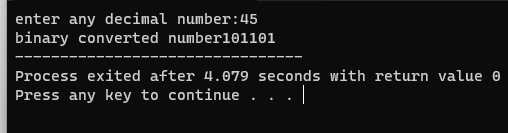 enter any decimal number:45
binary converted number101101
--------------------------------
Process exited after 4.079 seconds with return value 0
Press any key to continue . . .